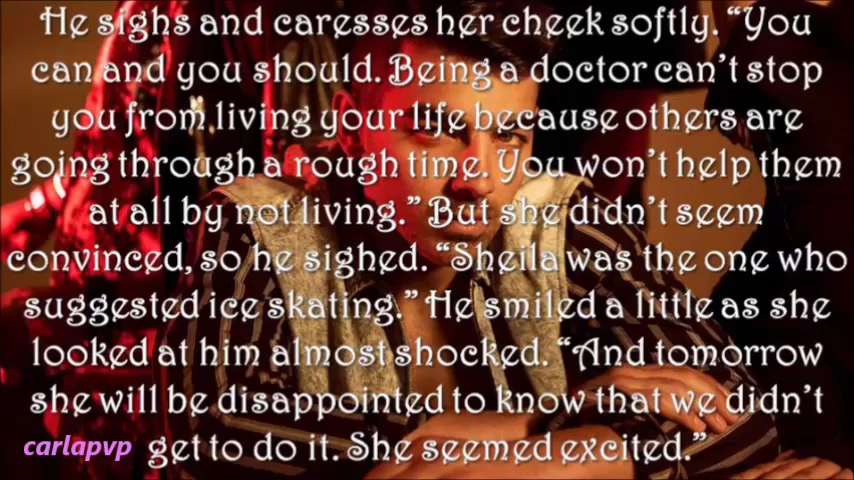 He sighs and caresses her cheek softly. “You
can and you should. Being a doctor can’t stop
you from living your life because others are
going through a rough time. You won’t help them
at all by not living.” But she didn’t seem
convinced, so he sighed. “Sheila was the one who
suggested ice skating.” He smiled a little as she
looked at him almost shocked. “And tomorrow
she will be disappointed to know that we didn’t
get to do it. She seemed excited.”
carlapvp